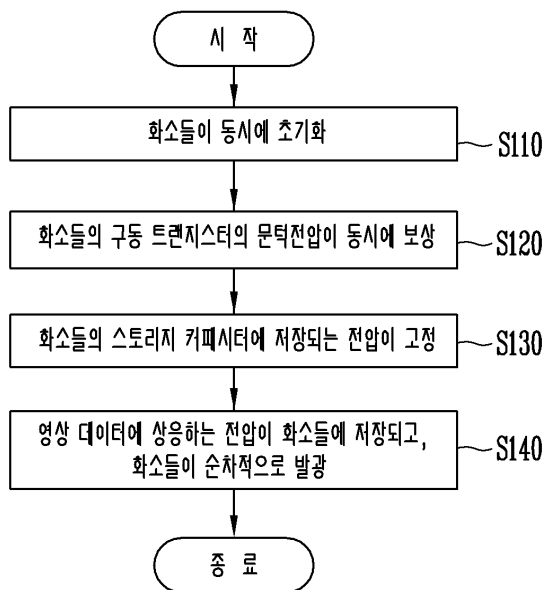 시 작
화소들이 동시에 초기화
S110
화소들의 구동 트랜지스터의 문턱전압이 동시에 보상
S120
화소들의 스토리지 커패시터에 저장되는 전압이 고정
S130
영상 데이터에 상응하는 전압이 화소들에 저장되고,
화소들이 순차적으로 발광
S140
종 료